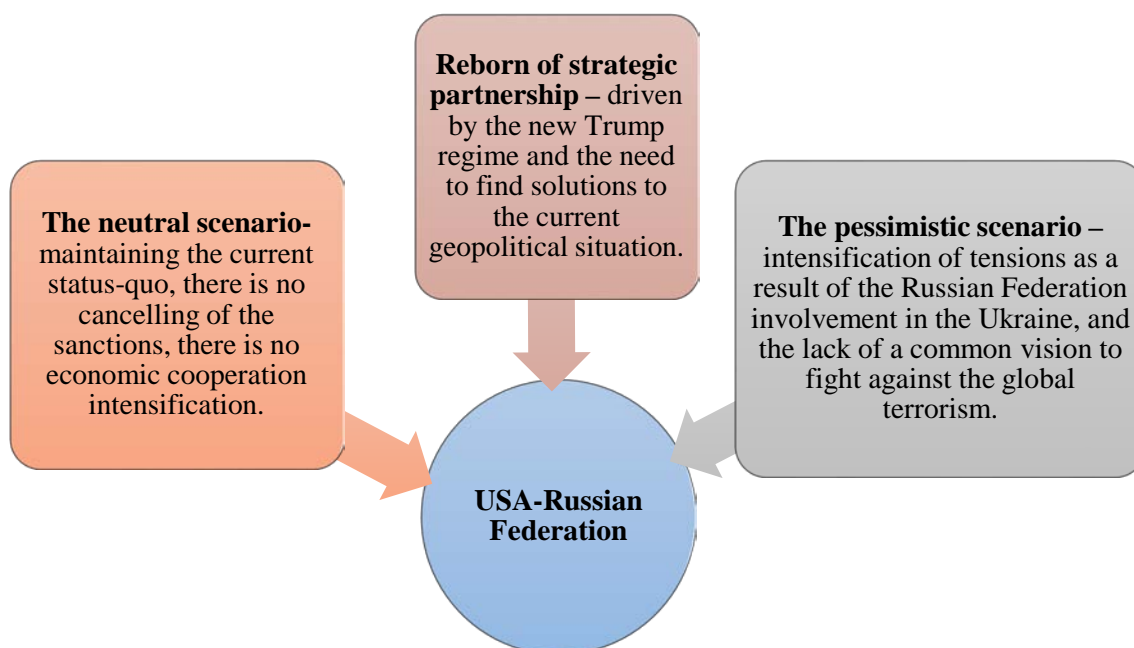 The neutral scenario-
maintaining the current
status-quo, there is no
cancelling of the
sanctions, there is no
economic cooperation
intensification.
Reborn of strategic
partnership – driven
by the new Trump
regime and the need
to find solutions to
the current
geopolitical situation.
The pessimistic scenario –
intensification of tensions as a
result of the Russian Federation
involvement in the Ukraine, and
the lack of a common vision to
fight against the global
terrorism.
USA-Russian
Federation